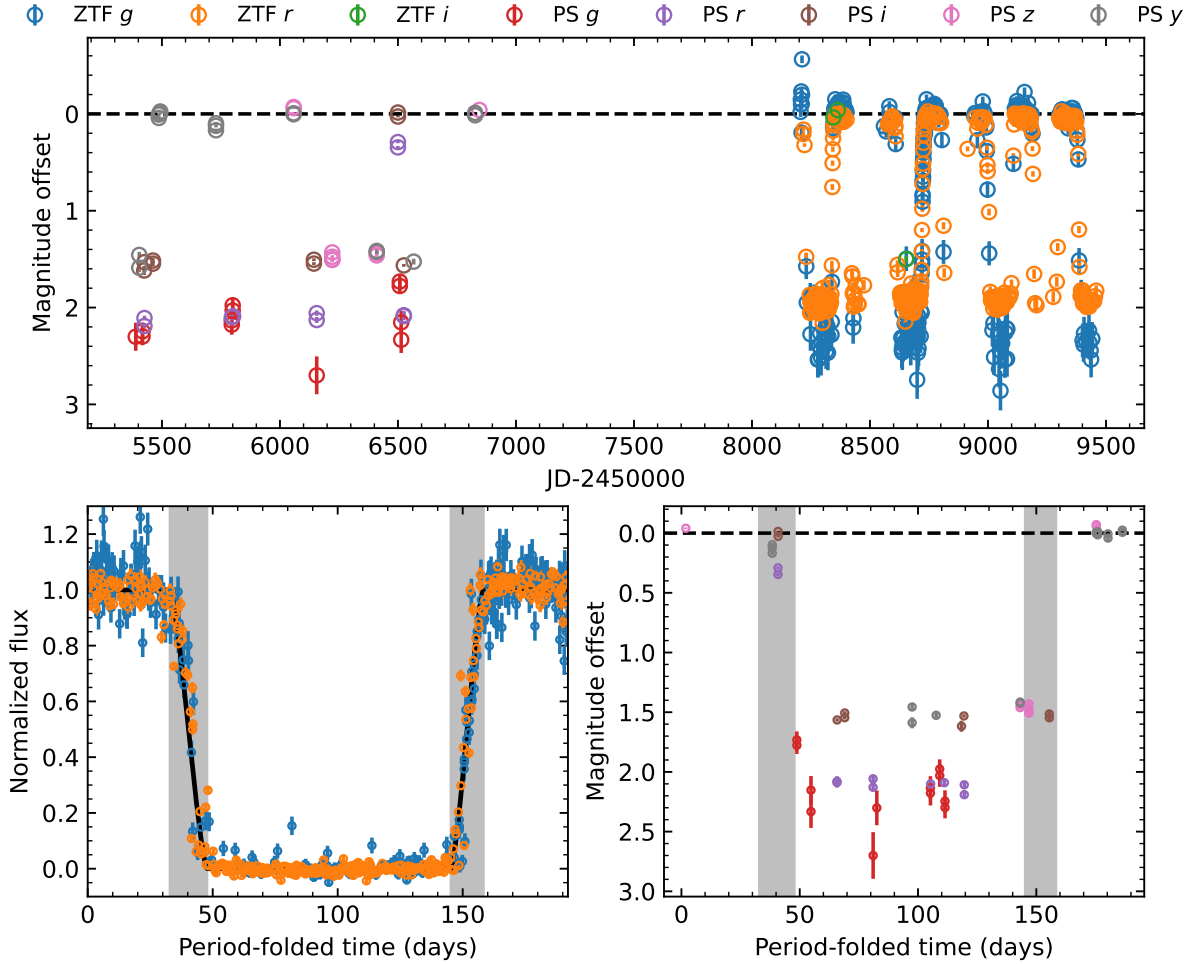 ZTF g ZTF r ZTF i PS g PS r PS i PS z PS y
0
1
2
3
Magnitude offset
5500 6000 6500 7000 7500 8000 8500 9000 9500
JD-2450000
1.2
1.0
0.8
0.6
0.4
0.2
0.0
Normalized flux
0 50 100 150
Period-folded time (days)
0.0
0.5
1.0
1.5
2.0
2.5
3.0
Magnitude offset
0 50 100 150
Period-folded time (days)